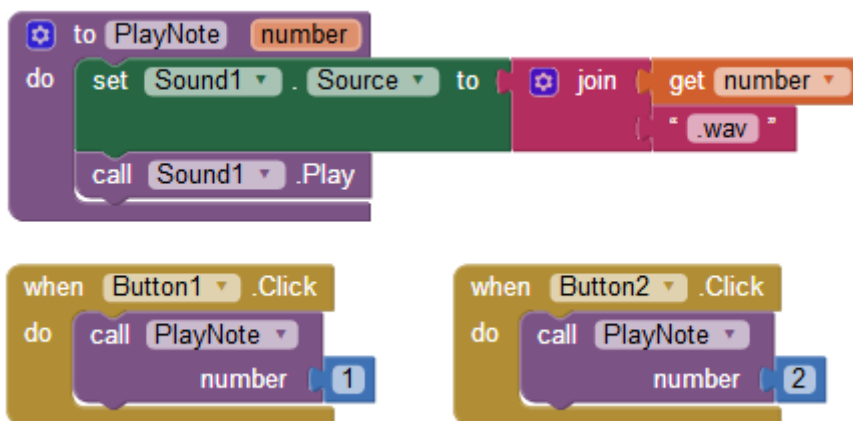 to PlayNote number
do set Sound1 . Source to join get number
" .wav "
call Sound1 .Play
when Button1 .Click
do call PlayNote
number 1
when Button2 .Click
do call PlayNote
number 2